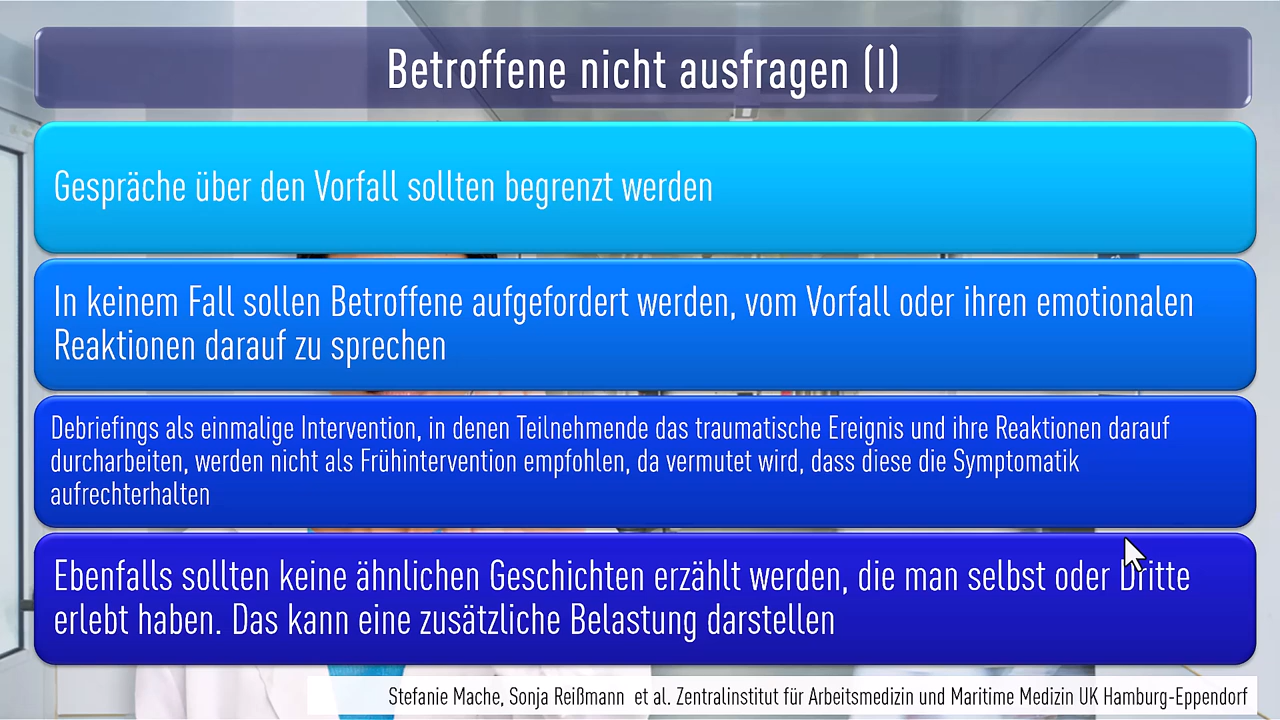 Betroffene nicht ausfragen (I)
Gespräche über den Vorfall sollten begrenzt werden
In keinem Fall sollen Betroffene aufgefordert werden, vom Vorfall oder ihren emotionalen
Reaktionen darauf zu sprechen
Debriefings als einmalige Intervention, in denen Teilnehmende das traumatische Ereignis und ihre Reaktionen darauf
durcharbeiten, werden nicht als Frühintervention empfohlen, da vermutet wird, dass diese die Symptomatik
aufrechterhalten
Ebenfalls sollten keine ähnlichen Geschichten erzählt werden, die man selbst oder Dritte
erlebt haben. Das kann eine zusätzliche Belastung darstellen
Stefanie Mache, Sonja Reißmann et al. Zentralinstitut für Arbeitsmedizin und Maritime Medizin UK Hamburg-Eppendorf